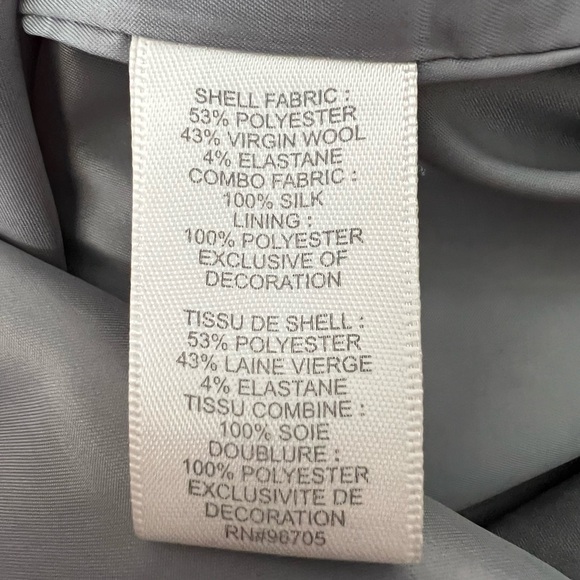 SHELL FABRIC :
53% POLYESTER
43% VIRGIN WOOL
4% ELASTANE
COMBO FABRIC :
100% SILK
LINING :
100% POLYESTER
EXCLUSIVE OF
DECORATION
TISSU DE SHELL :
53% POLYESTER
43% LAINE VIERGE
4% ELASTANE
TISSU COMBINE :
100% SOIE
DOUBLURE :
100% POLYESTER
EXCLUSIVITE DE
DECORATION
RN#96705